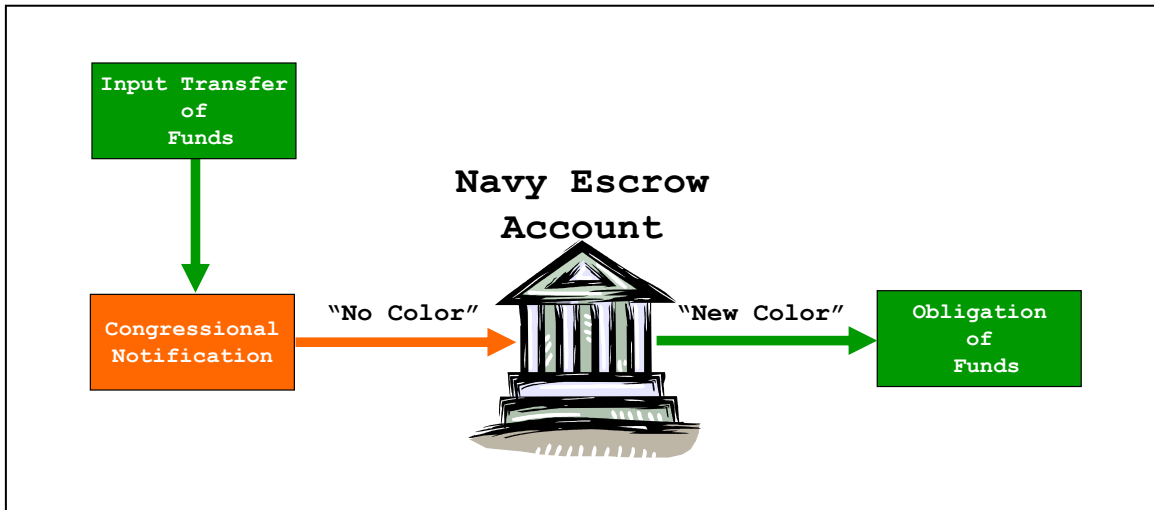 Input Transfer
of
Funds
Navy Escrow
Account
Congressional
Notification
“No Color”
“New Color”
Obligation
of
Funds